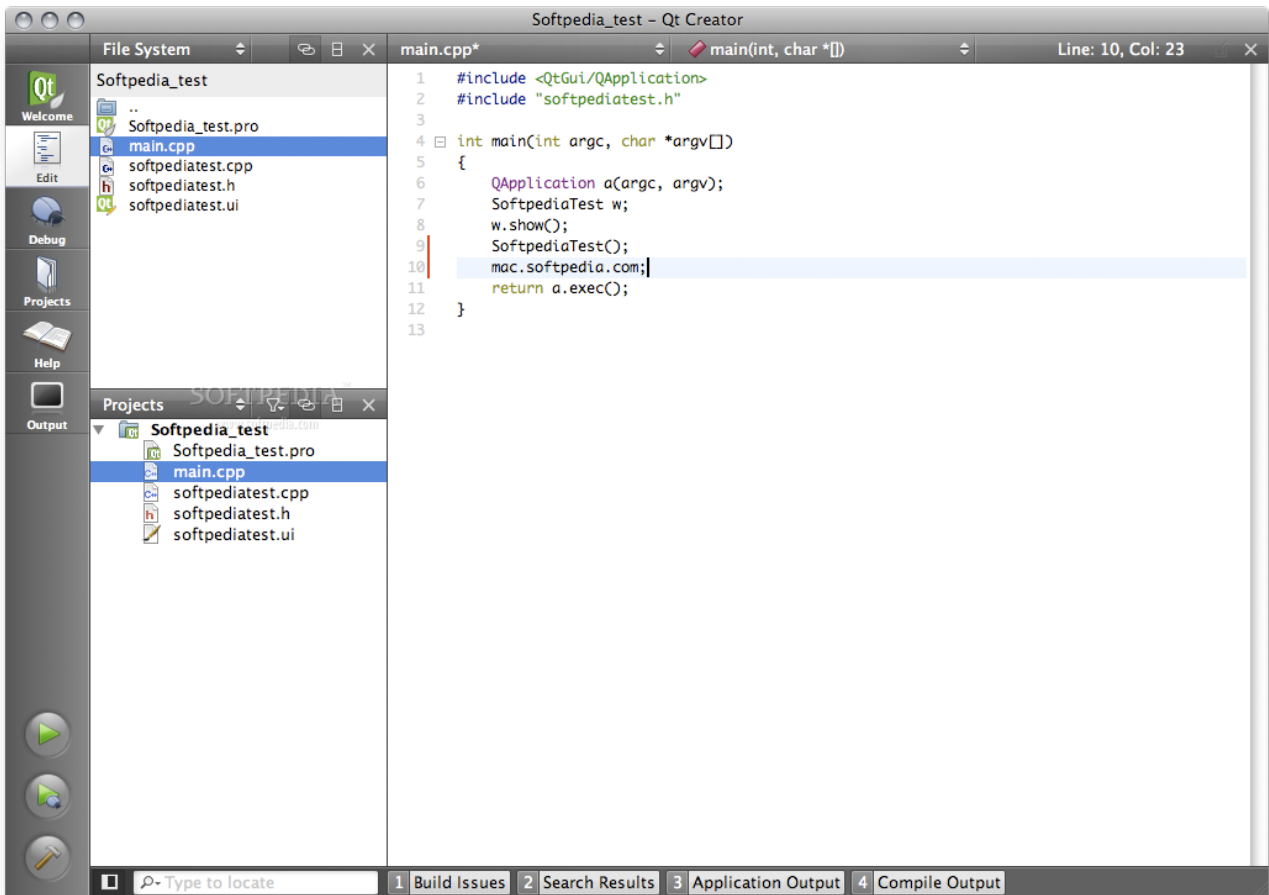 Softpedia_test – Qt Creator
File System
main.cpp*
main(int, char *[])
Line: 10, Col: 23
Welcome
Edit
Debug
Projects
Help
Output
Softpedia_test
..
Softpedia_test.pro
main.cpp
softpediatest.cpp
softpediatest.h
softpediatest.ui
SOFTPEDIA
www.softpedia.com
Projects
Softpedia_test
Softpedia_test.pro
main.cpp
softpediatest.cpp
softpediatest.h
softpediatest.ui
1 #include <QtGui/QApplication>
2 #include "softpediatest.h"
3
4 int main(int argc, char *argv[])
5 {
6 QApplication a(argc, argv);
7 SoftpediaTest w;
8 w.show();
9 SoftpediaTest();
10 mac.softpedia.com;
11 return a.exec();
12 }
13
Type to locate
1 Build Issues
2 Search Results
3 Application Output
4 Compile Output